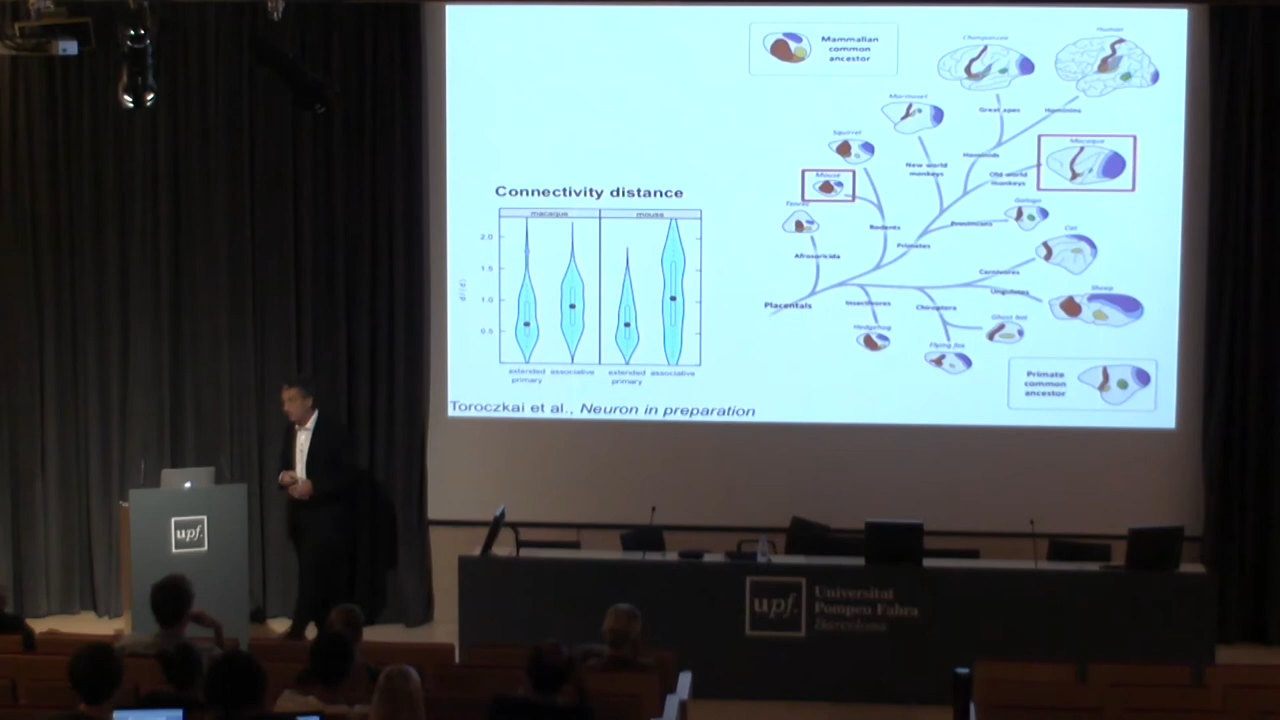 Mammalian
common
ancestor
Chimpanzee
Human
Marmoset
Great apes
Hominins
Squirrel
Macaque
Hominids
New world
monkeys
Old world
monkeys
Mouse
Tenrec
Galago
Rodents
Prosimians
Cat
Primates
Afrosoricida
Carnivores
Ungulates
Sheep
Placentals
Insectivores
Chiroptera
Ghost bat
Hedgehog
Flying fox
Primate
common
ancestor
Connectivity distance
macaque
mouse
2.0
1.5
1.0
0.5
extended
primary
associative
extended
primary
associative
Toroczkai et al., Neuron in preparation
upf.
upf.
Universitat
Pompeu Fabra
Barcelona